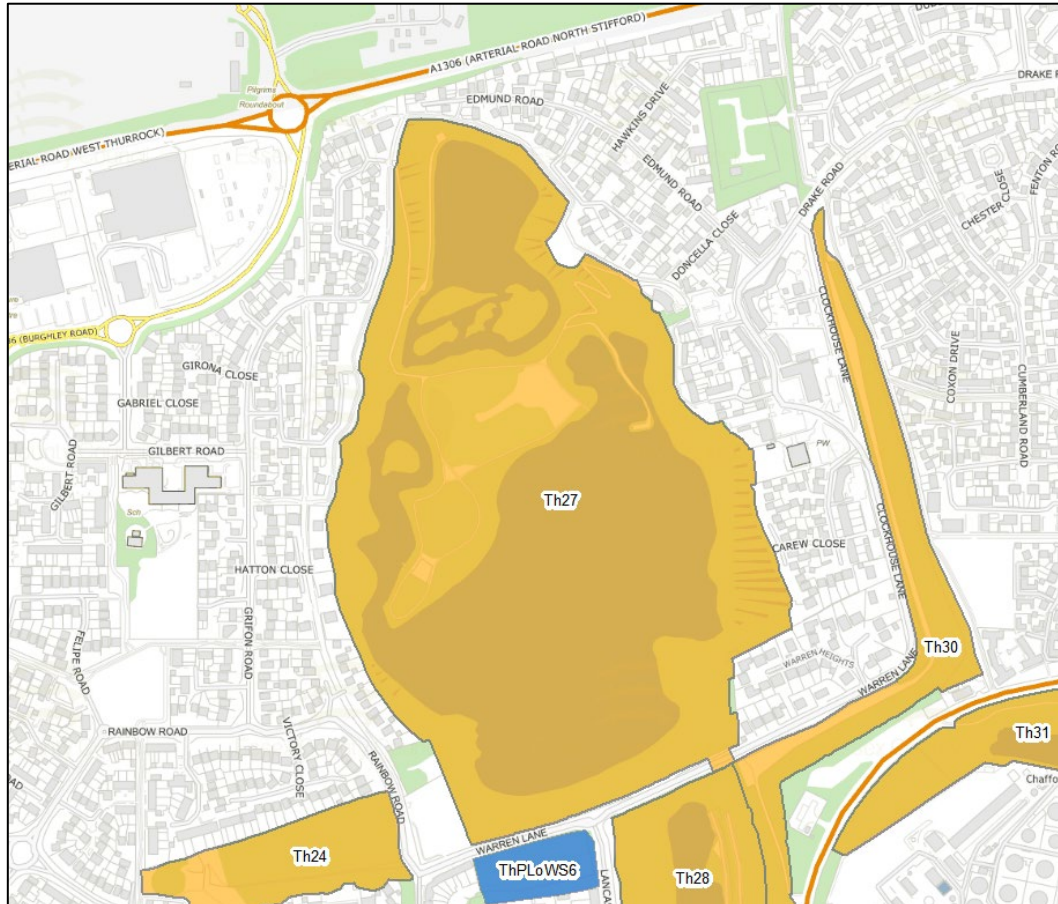 A1306 (ARTERIAL ROAD NORTH STIFFORD)
Pilgrims
Roundabout
ERIAL ROAD WEST THURROCK)
EDMUND ROAD
HAWKINS DRIVE
EDMUND ROAD
DRAKE
DRAKE ROAD
FENTON RO
CHESTER CLOSE
DONCELLA CLOSE
CLOCKHOUSE LANE
COXON DRIVE
CUMBERLAND ROAD
(BURGHLEY ROAD)
GIRONA CLOSE
GABRIEL CLOSE
GILBERT ROAD
GILBERT ROAD
Sch
PW
Th27
CLOCKHOUSE LANE
CAREW CLOSE
HATTON CLOSE
GRIFON ROAD
FELIPE ROAD
WARREN HEIGHTS
WARREN LANE
Th30
Th31
Chaffo
RAINBOW ROAD
VICTORY CLOSE
RAINBOW ROAD
Th24
WARREN LANE
ThPLoWS6
LANCAS
Th28